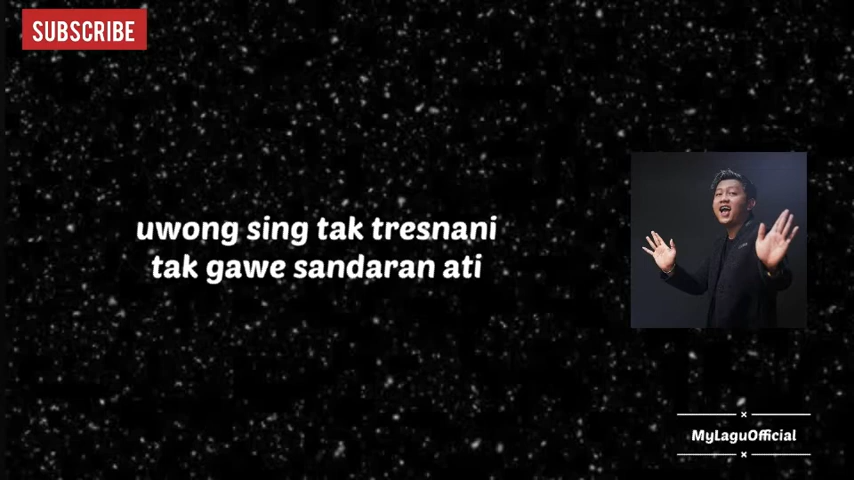 SUBSCRIBE
uwong sing tak tresnani
tak gawe sandaran ati
MyLaguOfficial